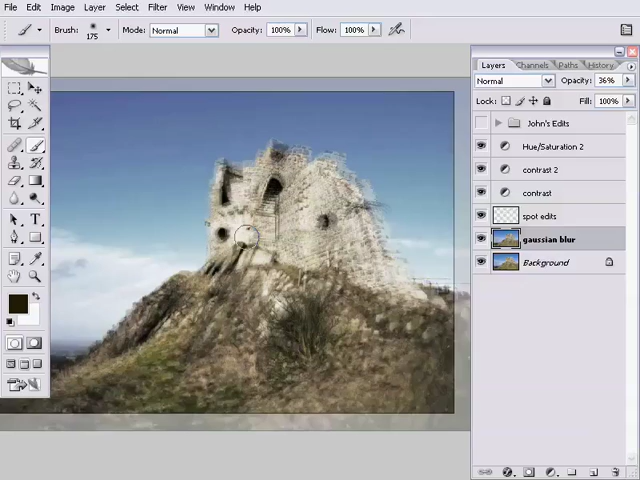 File Edit Image Layer Select Filter View Window Help
Brush: 175 Mode: Normal Opacity: 100% Flow: 100%
Layers Channels Paths History
Normal Opacity: 36%
Lock: Fill: 100%
John's Edits
Hue/Saturation 2
contrast 2
contrast
spot edits
gaussian blur
Background
T